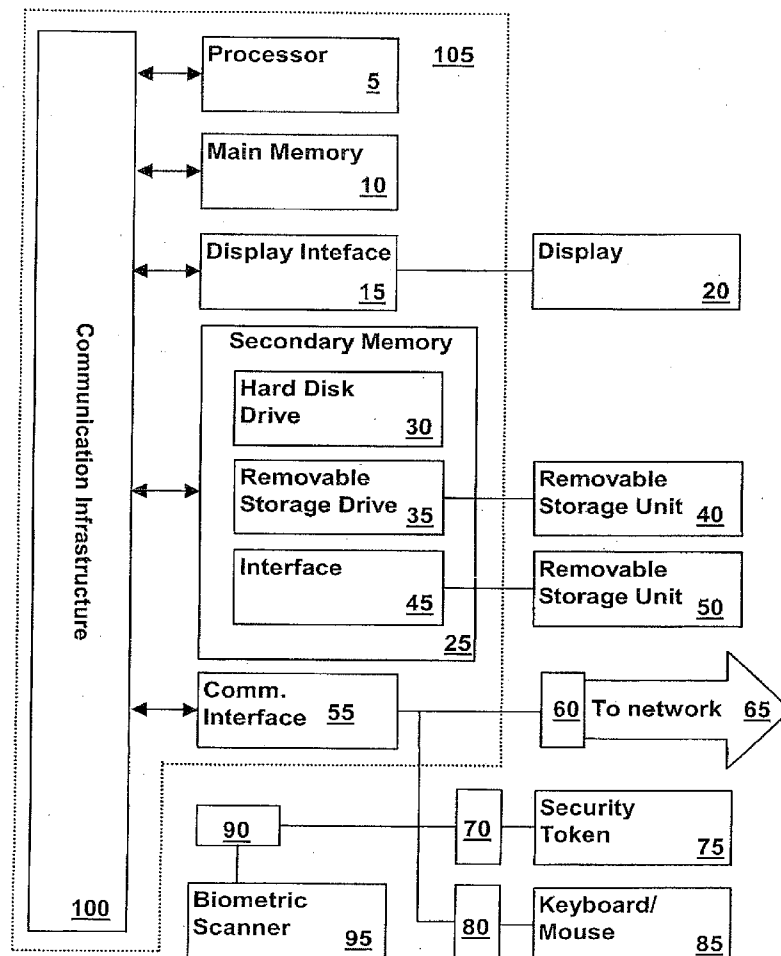 Processor
5
105
Main Memory
10
Display Inteface
15
Display
20
Secondary Memory
Hard Disk
Drive
30
Removable
Storage Drive
35
Removable
Storage Unit
40
Interface
45
Removable
Storage Unit
50
25
Comm.
Interface
55
60
To network
65
90
70
Security
Token
75
Biometric
Scanner
95
80
Keyboard/
Mouse
85
Communication Infrastructure
100